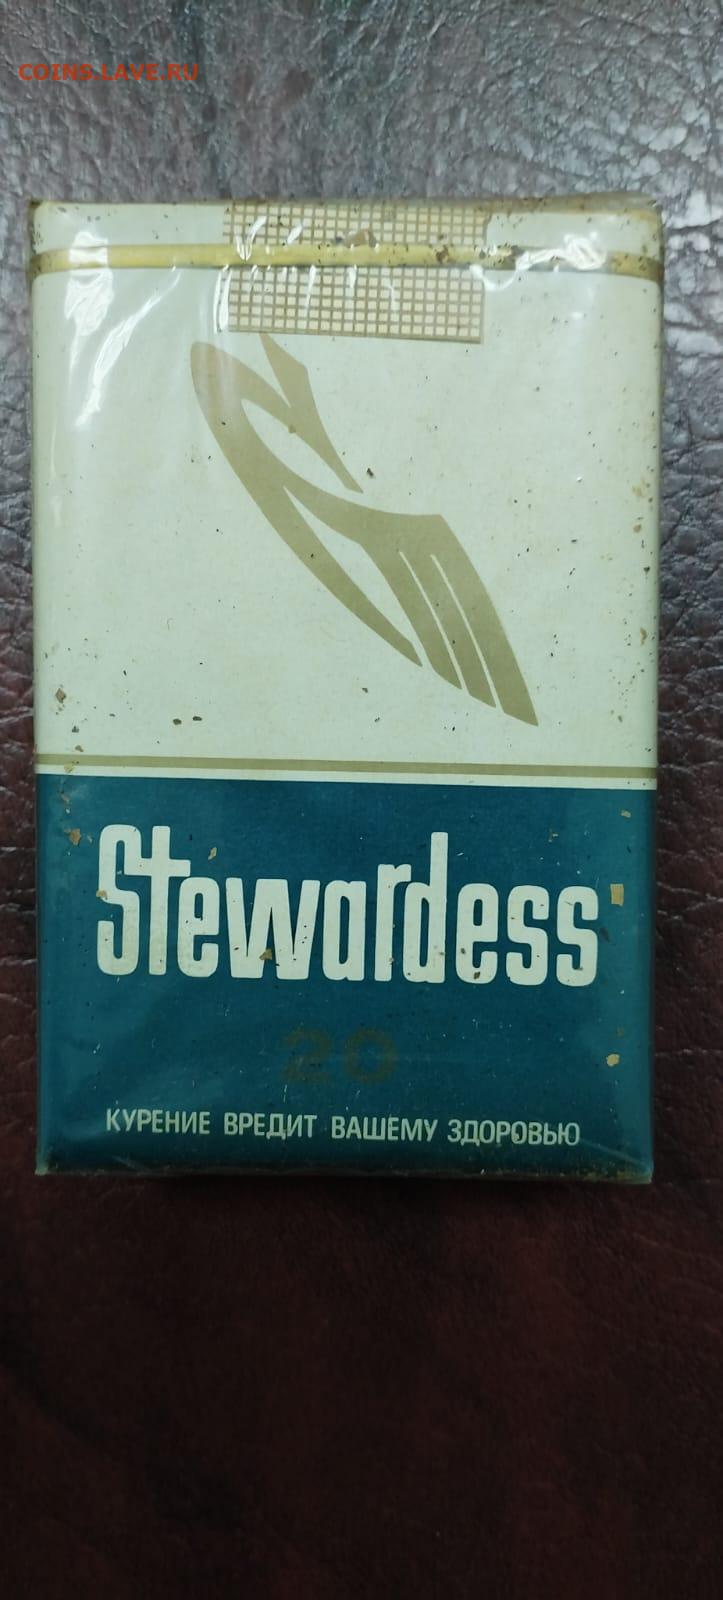 COINS.LAVE.RU
Stewardess
20
КУРЕНИЕ ВРЕДИТ ВАШЕМУ ЗДОРОВЬЮ